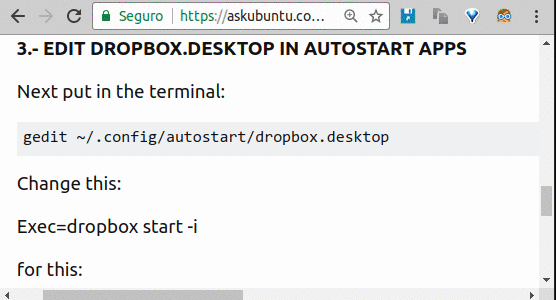 Seguro https://askubuntu.co...
3.- EDIT DROPBOX.DESKTOP IN AUTOSTART APPS
Next put in the terminal:
gedit ~/.config/autostart/dropbox.desktop
Change this:
Exec=dropbox start -i
for this: